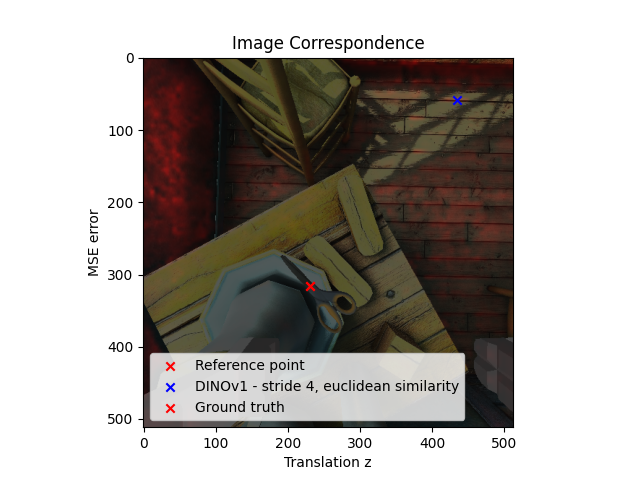 Image Correspondence
0
100
200
300
400
500
MSE error
Reference point
DINOv1 - stride 4, euclidean similarity
Ground truth
0 100 200 300 400 500
Translation z